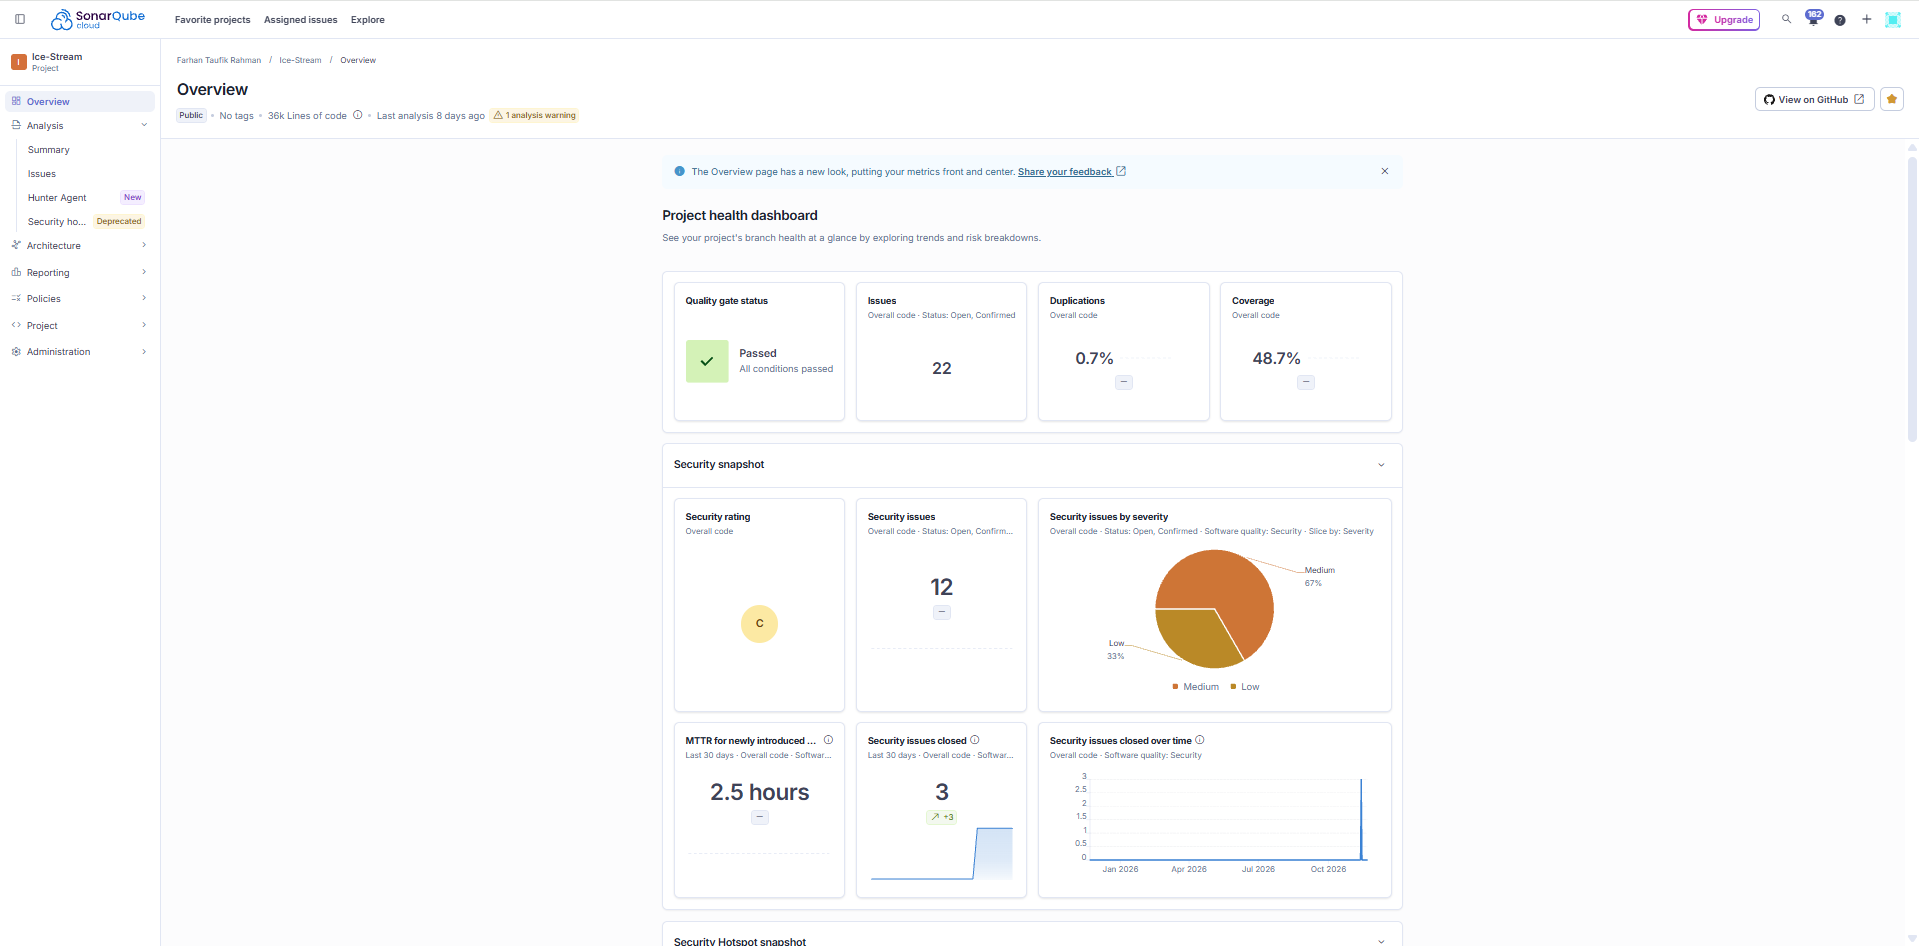 SonarQube cloud
Favorite projects
Assigned issues
Explore
Upgrade
162
I
Ice-Stream
Project
Overview
Analysis
Summary
Issues
Hunter Agent New
Security ho... Deprecated
Architecture
Reporting
Policies
Project
Administration
Farhan Taufik Rahman / Ice-Stream / Overview
Overview
Public • No tags • 36k Lines of code • Last analysis 8 days ago 1 analysis warning
View on GitHub
The Overview page has a new look, putting your metrics front and center. Share your feedback
Project health dashboard
See your project's branch health at a glance by exploring trends and risk breakdowns.
Quality gate status
Passed
All conditions passed
Issues
Overall code · Status: Open, Confirmed
22
Duplications
Overall code
0.7%
–
Coverage
Overall code
48.7%
–
Security snapshot
Security rating
Overall code
C
Security issues
Overall code · Status: Open, Confirm...
12
–
Security issues by severity
Overall code · Status: Open, Confirmed · Software quality: Security · Slice by: Severity
Medium
67%
Low
33%
Medium Low
MTTR for newly introduced ...
Last 30 days · Overall code · Softwar...
2.5 hours
–
Security issues closed
Last 30 days · Overall code · Softwar...
3
+3
Security issues closed over time
Overall code · Software quality: Security
3
2.5
2
1.5
1
0.5
0
Jan 2026 Apr 2026 Jul 2026 Oct 2026
Security Hotspot snapshot